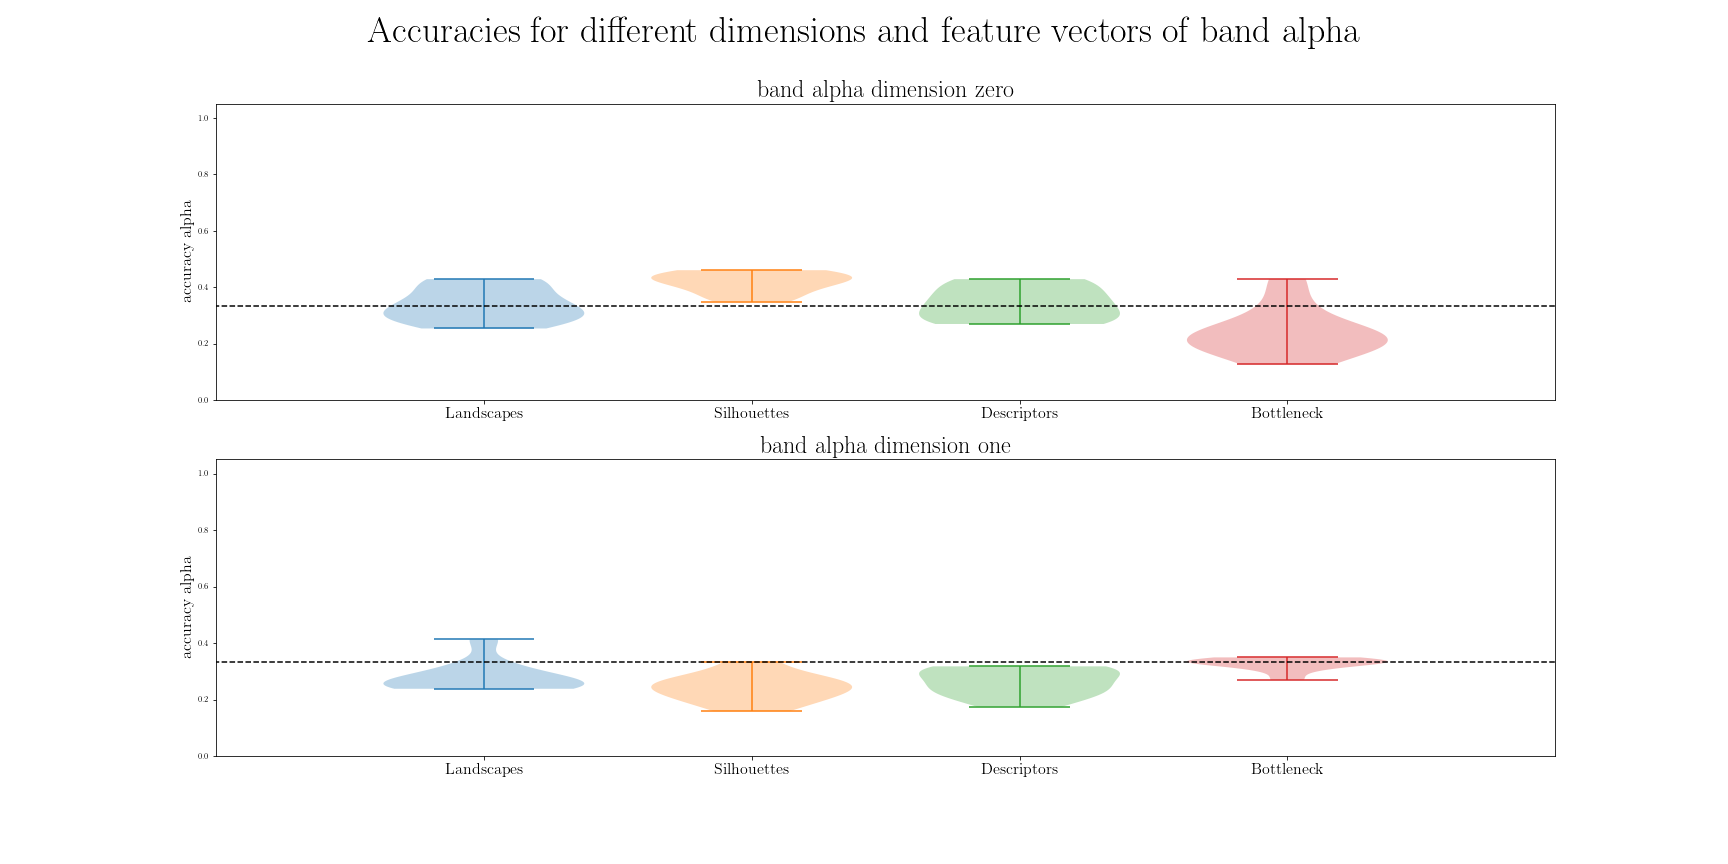 Accuracies for different dimensions and feature vectors of band alpha
band alpha dimension zero
accuracy alpha
1.0
0.8
0.6
0.4
0.2
0.0
Landscapes Silhouettes Descriptors Bottleneck
band alpha dimension one
accuracy alpha
1.0
0.8
0.6
0.4
0.2
0.0
Landscapes Silhouettes Descriptors Bottleneck